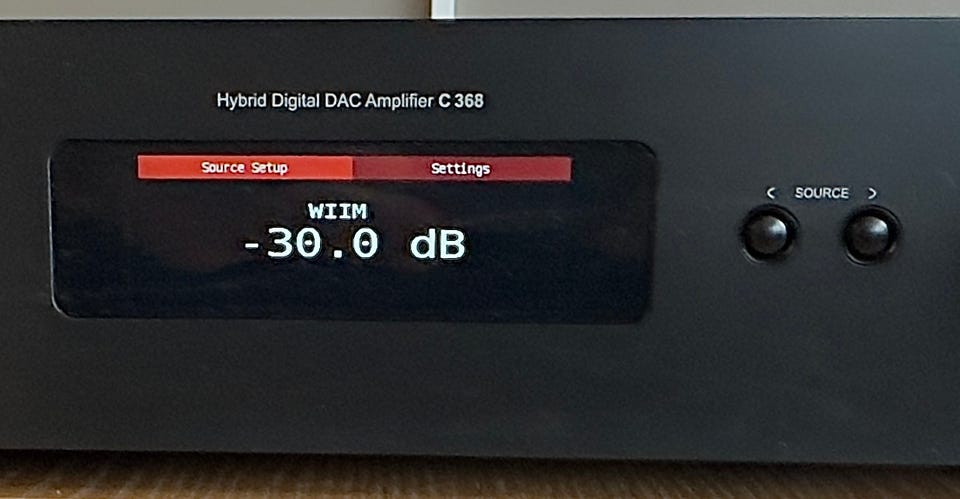 Hybrid Digital DAC Amplifier C 368
Source Setup Settings
WIIM
-30.0 dB
< SOURCE >